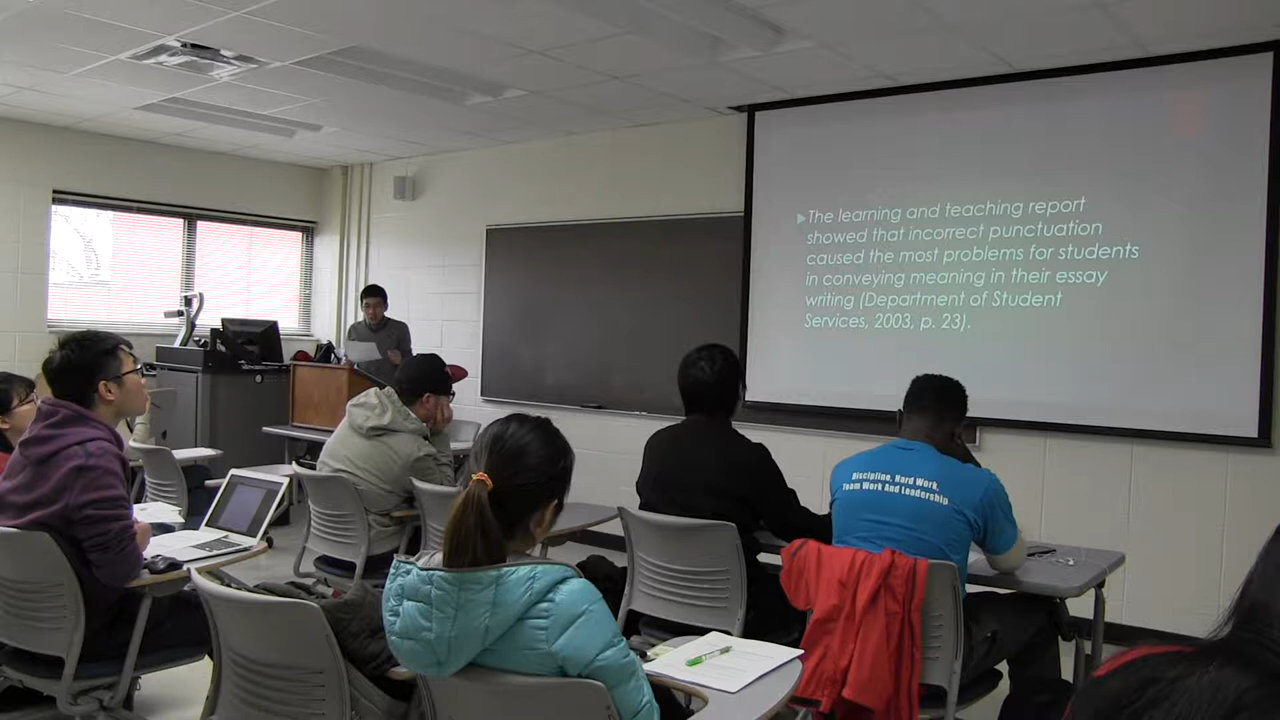 The learning and teaching report
showed that incorrect punctuation
caused the most problems for students
in conveying meaning in their essay
writing (Department of Student
Services, 2003, p. 23).
Discipline, Hard Work,
Team Work And Leadership